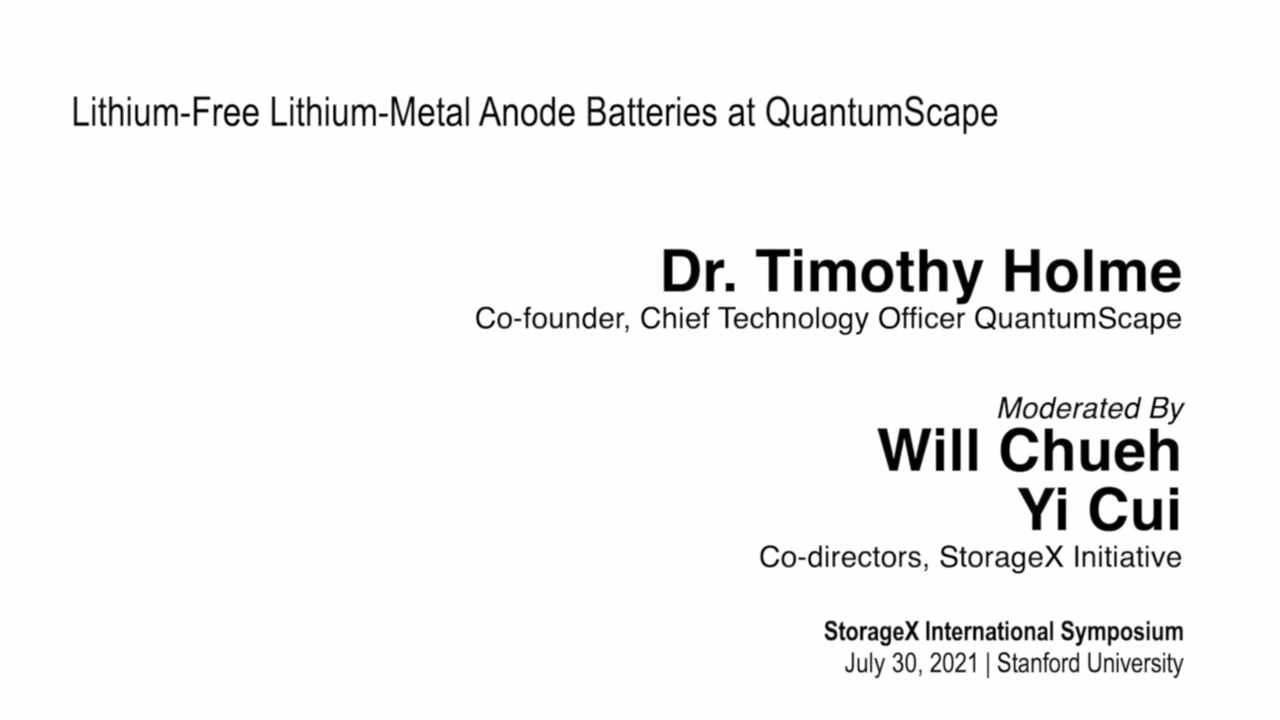 Lithium-Free Lithium-Metal Anode Batteries at QuantumScape
Dr. Timothy Holme
Co-founder, Chief Technology Officer QuantumScape
Moderated By
Will Chueh
Yi Cui
Co-directors, StorageX Initiative
StorageX International Symposium
July 30, 2021 | Stanford University